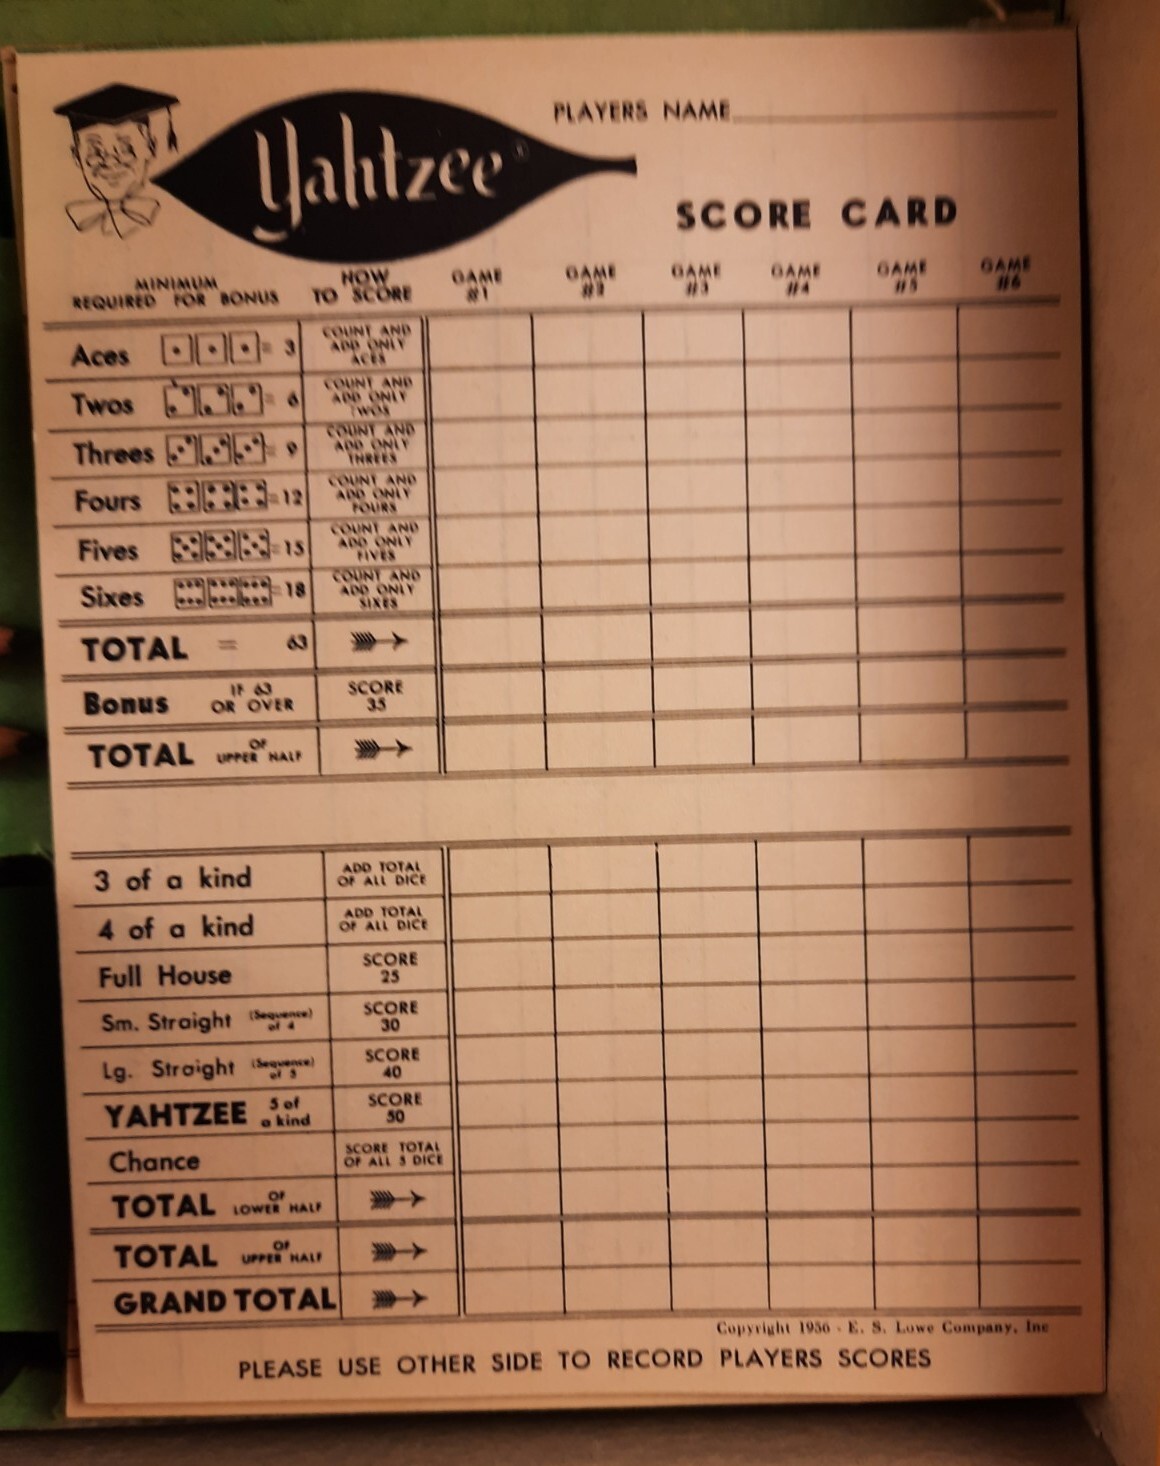 Yahtzee®
PLAYERS NAME
SCORE CARD
MINIMUM REQUIRED FOR BONUS
HOW TO SCORE
GAME #1
GAME #2
GAME #3
GAME #4
GAME #5
GAME #6
Aces = 3 COUNT AND ADD ONLY ACES
Twos = 6 COUNT AND ADD ONLY TWOS
Threes = 9 COUNT AND ADD ONLY THREES
Fours = 12 COUNT AND ADD ONLY FOURS
Fives = 15 COUNT AND ADD ONLY FIVES
Sixes = 18 COUNT AND ADD ONLY SIXES
TOTAL = 63
Bonus IF 63 OR OVER SCORE 35
TOTAL OF UPPER HALF
3 of a kind ADD TOTAL OF ALL DICE
4 of a kind ADD TOTAL OF ALL DICE
Full House SCORE 25
Sm. Straight (Sequence of 4) SCORE 30
Lg. Straight (Sequence of 5) SCORE 40
YAHTZEE 5 of a kind SCORE 50
Chance SCORE TOTAL OF ALL 5 DICE
TOTAL OF LOWER HALF
TOTAL OF UPPER HALF
GRAND TOTAL
Copyright 1956 - E. S. Lowe Company, Inc
PLEASE USE OTHER SIDE TO RECORD PLAYERS SCORES